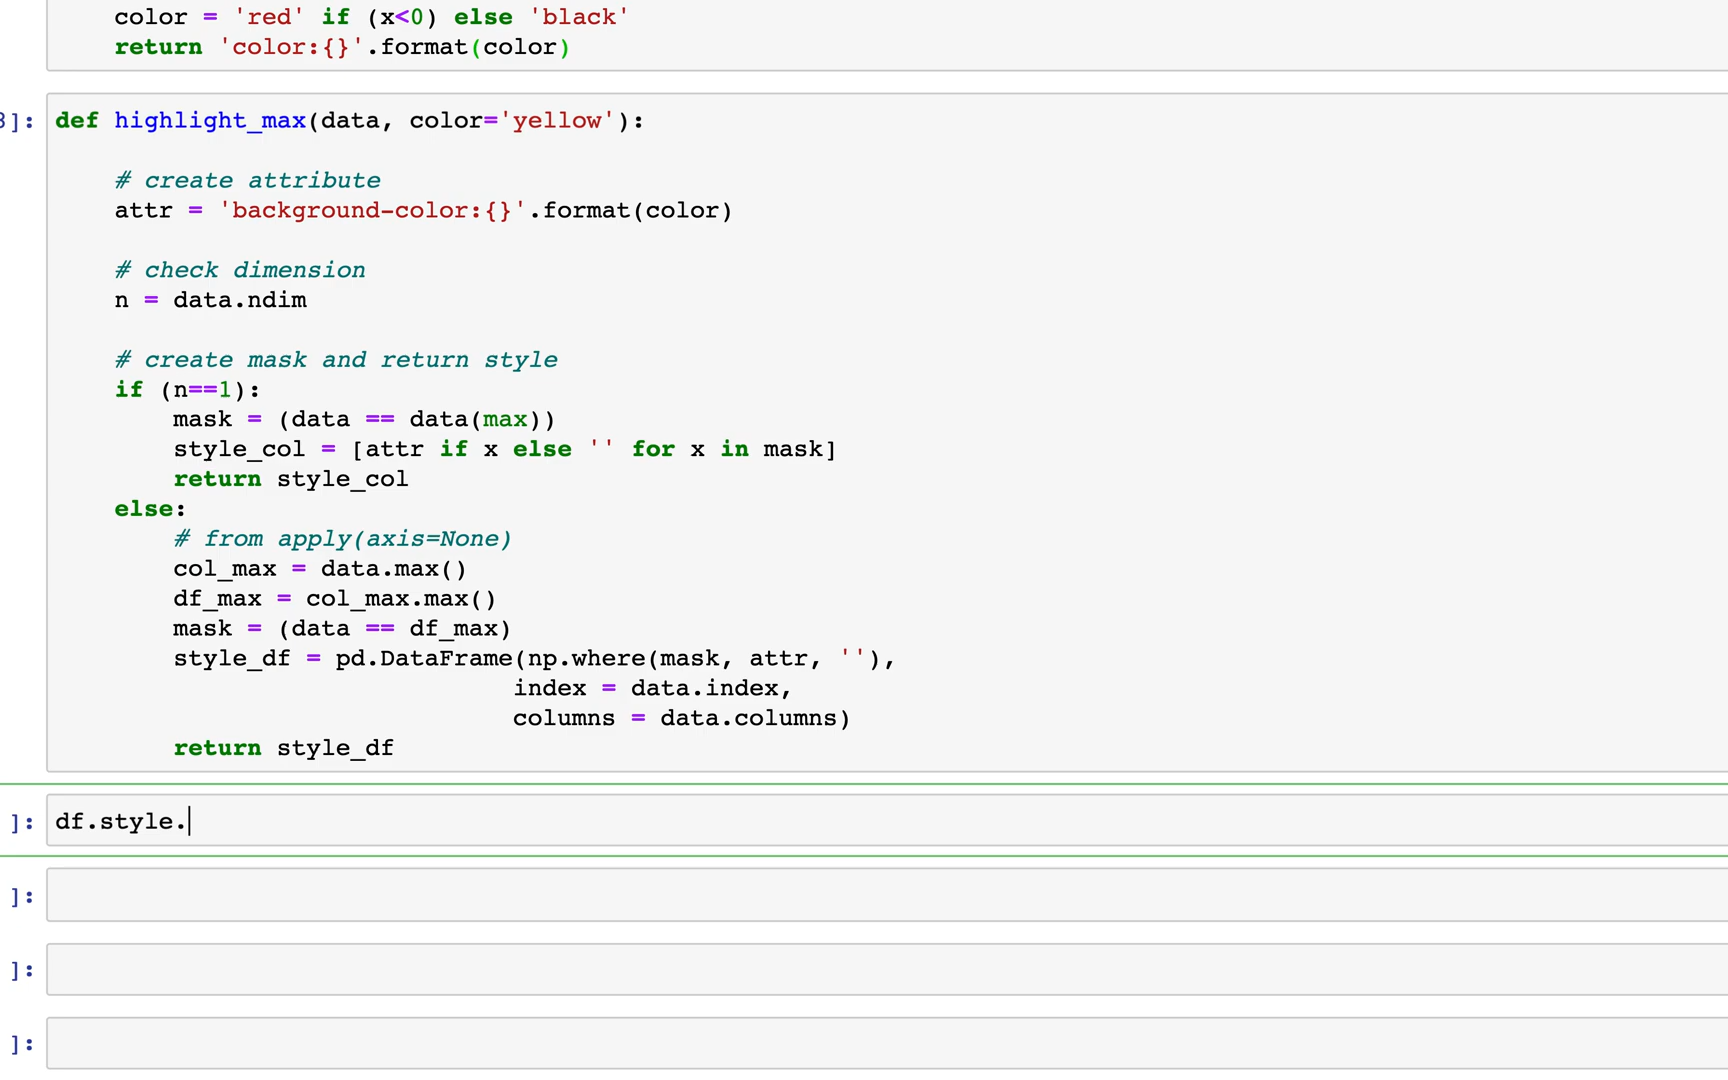 color = 'red' if (x<0) else 'black'
    return 'color:{}'.format(color)
3]: def highlight_max(data, color='yellow'):
    # create attribute
    attr = 'background-color:{}'.format(color)
    # check dimension
    n = data.ndim
    # create mask and return style
    if (n==1):
        mask = (data == data(max))
        style_col = [attr if x else '' for x in mask]
        return style_col
    else:
        # from apply(axis=None)
        col_max = data.max()
        df_max = col_max.max()
        mask = (data == df_max)
        style_df = pd.DataFrame(np.where(mask, attr, ''),
                               index = data.index,
                               columns = data.columns)
        return style_df
]: df.style.
]:
]:
]: